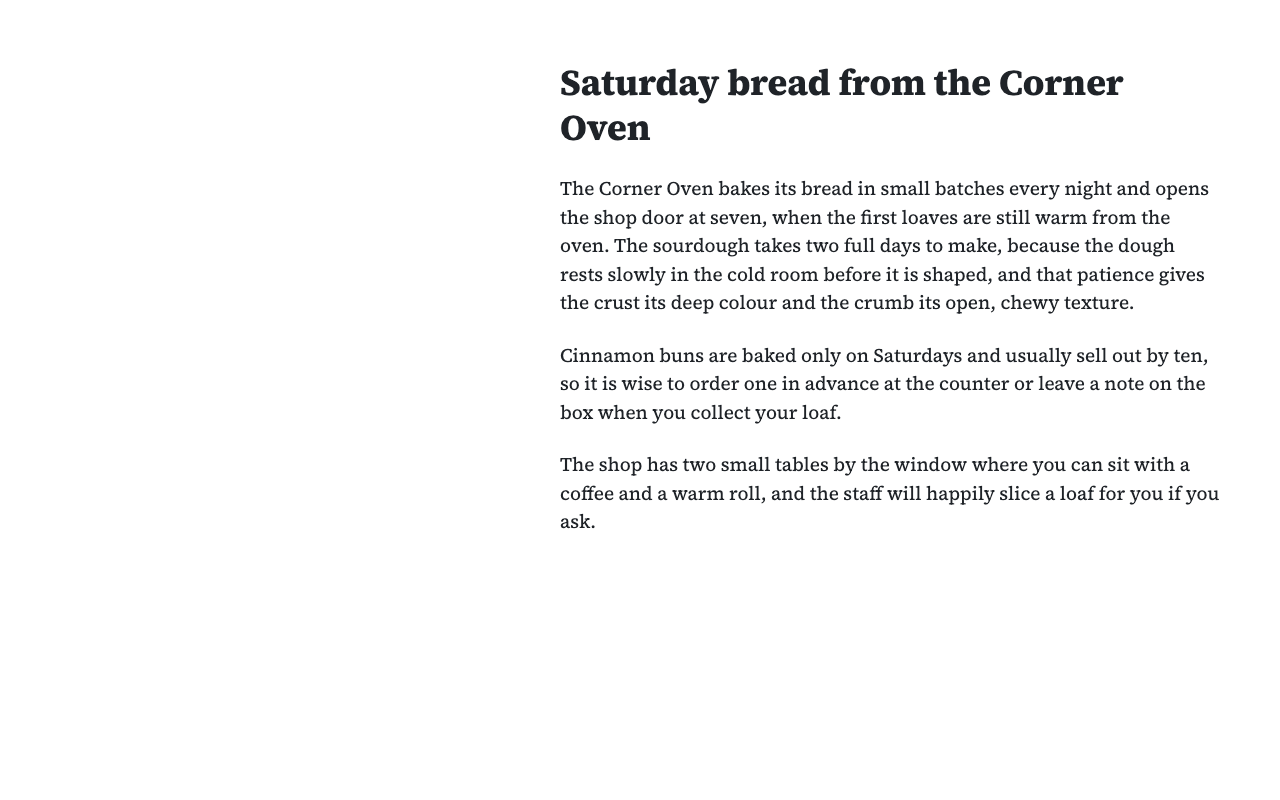 Saturday bread from the Corner
Oven
The Corner Oven bakes its bread in small batches every night and opens
the shop door at seven, when the first loaves are still warm from the
oven. The sourdough takes two full days to make, because the dough
rests slowly in the cold room before it is shaped, and that patience gives
the crust its deep colour and the crumb its open, chewy texture.
Cinnamon buns are baked only on Saturdays and usually sell out by ten,
so it is wise to order one in advance at the counter or leave a note on the
box when you collect your loaf.
The shop has two small tables by the window where you can sit with a
coffee and a warm roll, and the staff will happily slice a loaf for you if you
ask.